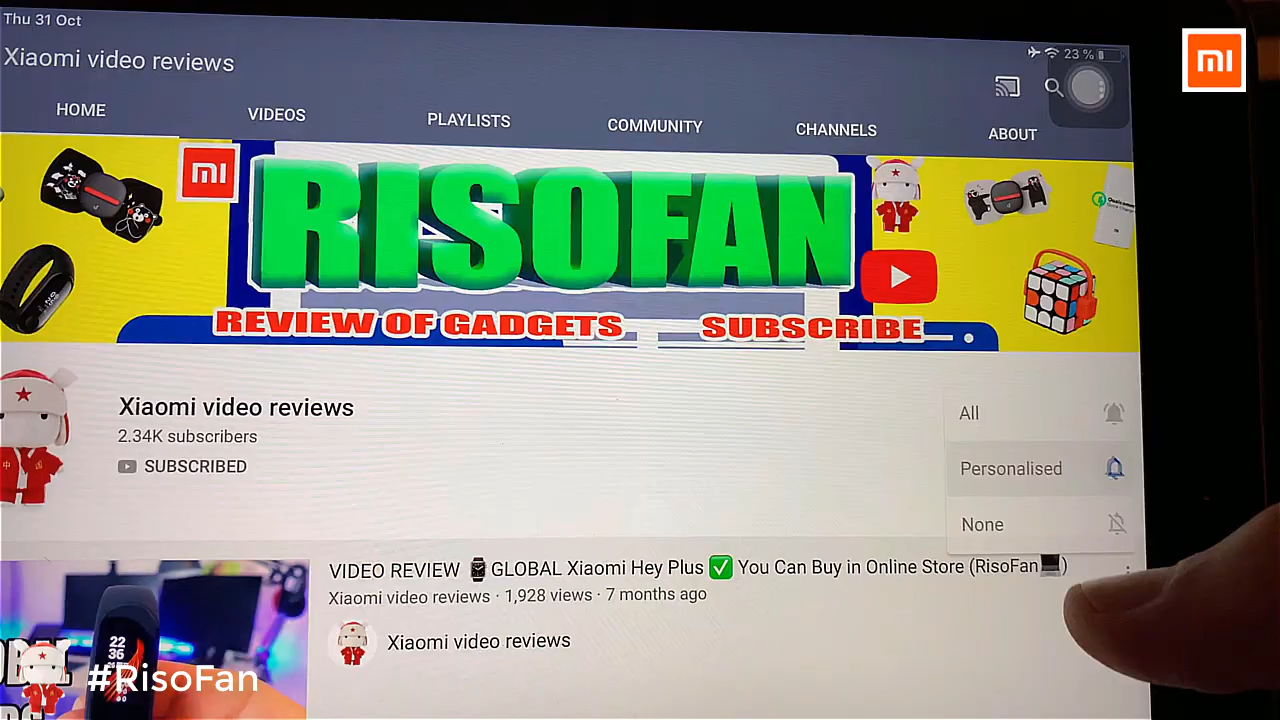 Thu 31 Oct
23 %
Xiaomi video reviews
HOME
VIDEOS
PLAYLISTS
COMMUNITY
CHANNELS
ABOUT
mi
mi
RISOFAN
REVIEW OF GADGETS
SUBSCRIBE
Xiaomi video reviews
2.34K subscribers
SUBSCRIBED
All
Personalised
None
VIDEO REVIEW ⌚GLOBAL Xiaomi Hey Plus ✅ You Can Buy in Online Store (RisoFan💻)
Xiaomi video reviews · 1,928 views · 7 months ago
Xiaomi video reviews
22
36
#RisoFan